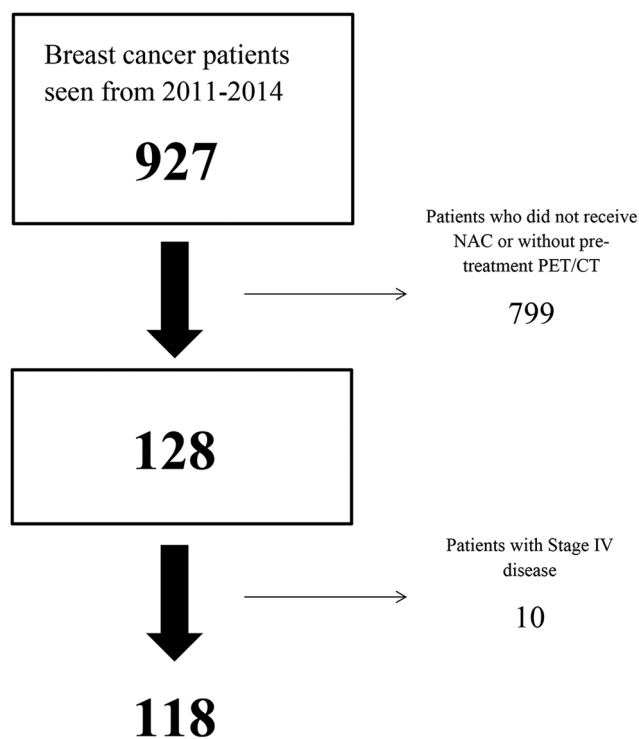 Breast cancer patients
seen from 2011-2014
927
Patients who did not receive
NAC or without pre-
treatment PET/CT
799
128
Patients with Stage IV
disease
10
118